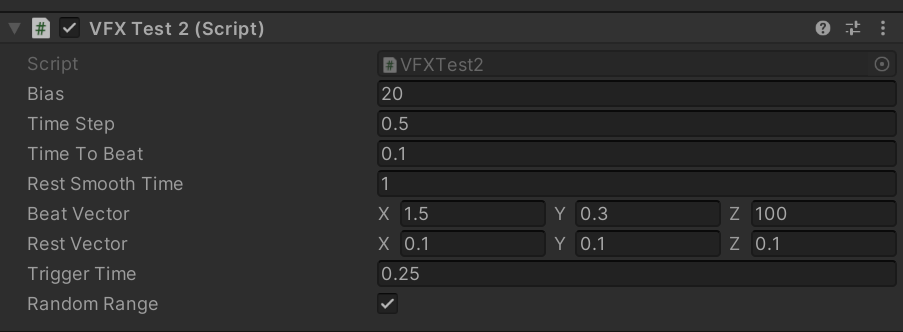 # VFX Test 2 (Script)
Script #VFXTest2
Bias 20
Time Step 0.5
Time To Beat 0.1
Rest Smooth Time 1
Beat Vector X 1.5 Y 0.3 Z 100
Rest Vector X 0.1 Y 0.1 Z 0.1
Trigger Time 0.25
Random Range